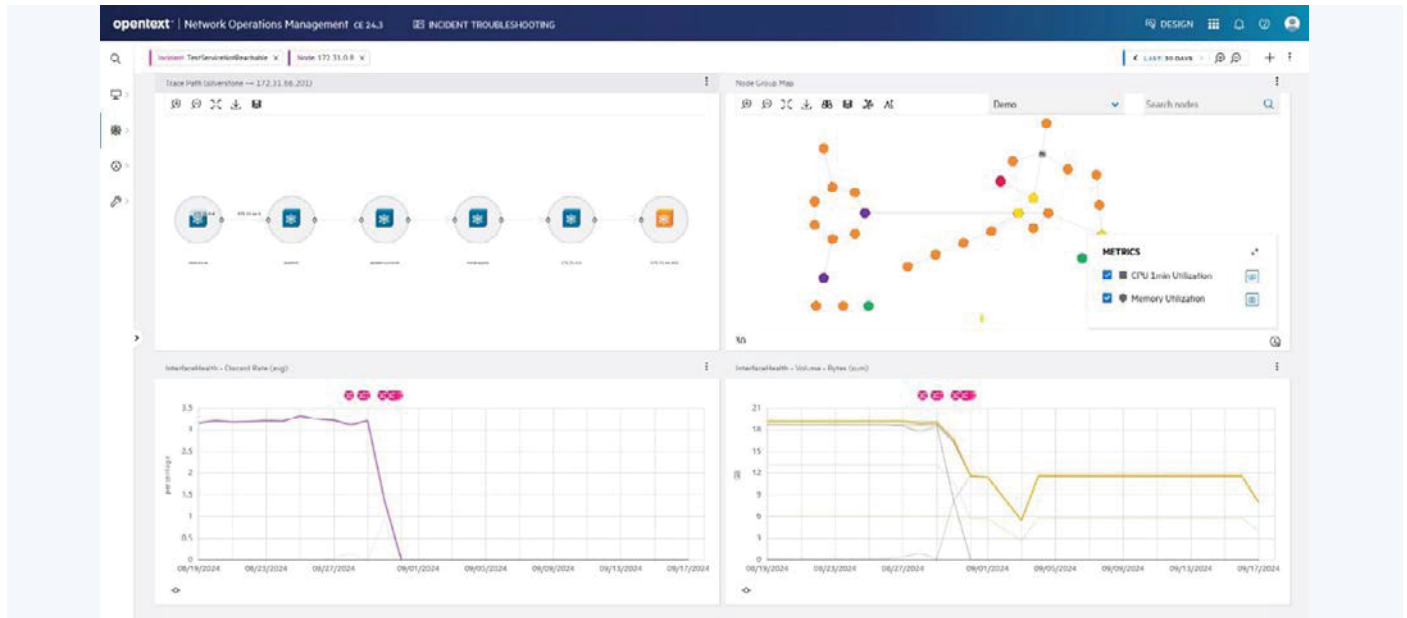 opentext™ | Network Operations Management CE 24.3
INCIDENT TROUBLESHOOTING
DESIGN
Incident TestServiceNotReachable X
Node 172.31.0.8 X
LAST 30 DAYS
Trace Path (silverstone — 172.31.66.201)
Node Group Map
Demo
Search nodes
METRICS
CPU 1min Utilization
Memory Utilization
InterfaceHealth - Discard Rate (avg)
3.5
3
2.5
2
1.5
1
0.5
0
percentage
08/19/2024 08/23/2024 08/27/2024 09/01/2024 09/05/2024 09/09/2024 09/13/2024 09/17/2024
InterfaceHealth - Volume - Bytes (sum)
21
18
15
12
9
6
3
0
08/19/2024 08/23/2024 08/27/2024 09/01/2024 09/05/2024 09/09/2024 09/13/2024 09/17/2024